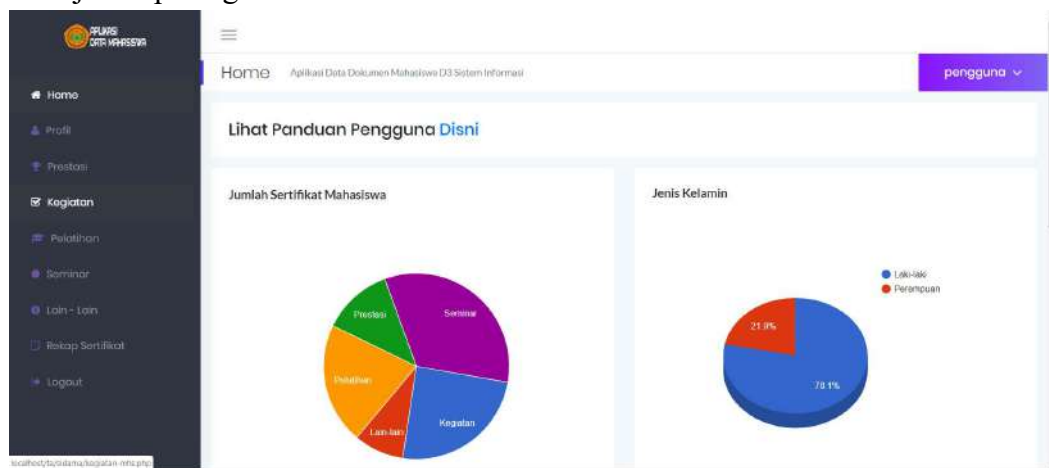 APLIKASI
DATA MAHASISWA
Home
Aplikasi Data Dokumen Mahasiswa D3 Sistem Informasi
pengguna
Home
Profil
Prestasi
Kegiatan
Pelatihan
Seminar
Lain - Lain
Rekap Sertifikat
Logout
Lihat Panduan Pengguna Disni
Jumlah Sertifikat Mahasiswa
Prestasi
Seminar
Pelatihan
Lain-lain
Kegiatan
Jenis Kelamin
Laki-laki
Perempuan
21.9%
78.1%